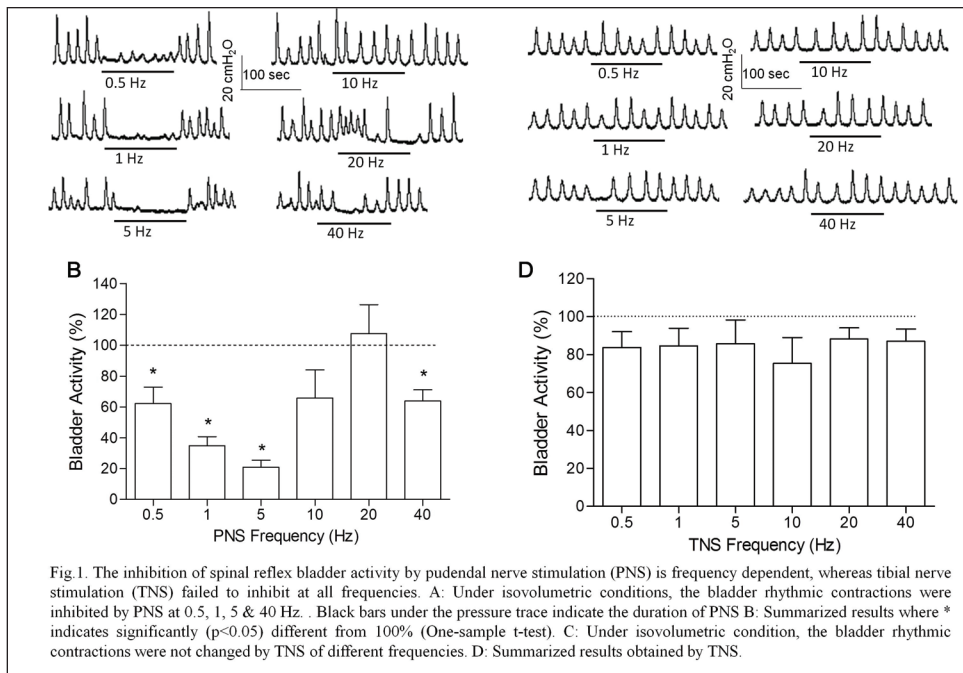 0.5 Hz
20 cmH2O
100 sec
10 Hz
1 Hz
20 Hz
5 Hz
40 Hz
0.5 Hz
20 cmH2O
100 sec
10 Hz
1 Hz
20 Hz
5 Hz
40 Hz
B
Bladder Activity (%)
140
120
100
80
60
40
20
0
*
*
*
*
0.5 1 5 10 20 40
PNS Frequency (Hz)
D
Bladder Activity (%)
120
100
80
60
40
20
0
0.5 1 5 10 20 40
TNS Frequency (Hz)
Fig.1. The inhibition of spinal reflex bladder activity by pudendal nerve stimulation (PNS) is frequency dependent, whereas tibial nerve
stimulation (TNS) failed to inhibit at all frequencies. A: Under isovolumetric conditions, the bladder rhythmic contractions were
inhibited by PNS at 0.5, 1, 5 & 40 Hz. . Black bars under the pressure trace indicate the duration of PNS B: Summarized results where *
indicates significantly (p<0.05) different from 100% (One-sample t-test). C: Under isovolumetric condition, the bladder rhythmic
contractions were not changed by TNS of different frequencies. D: Summarized results obtained by TNS.